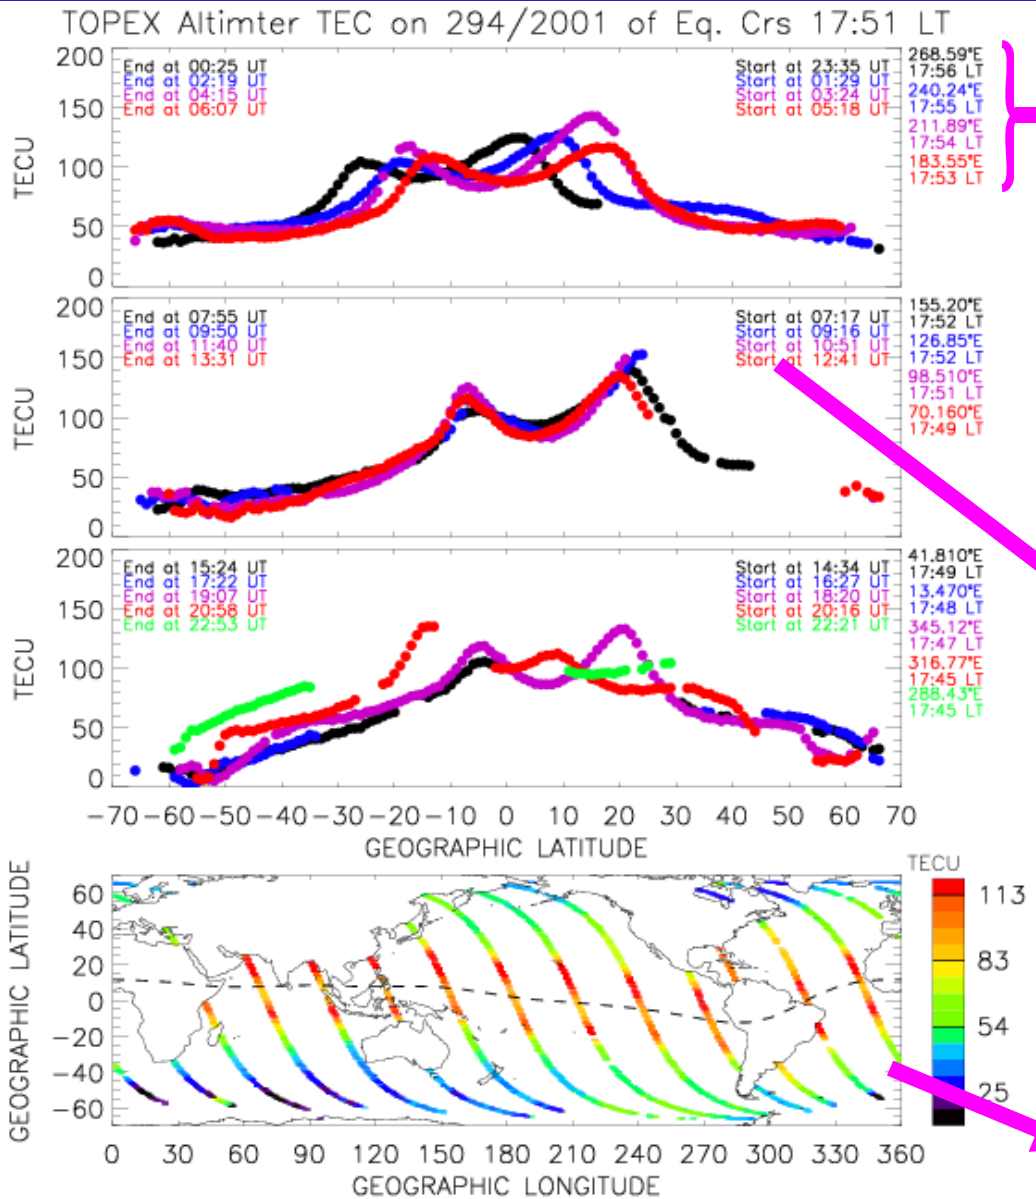 TOPEX Altimter TEC on 294/2001 of Eq. Crs 17:51 LT
200
150
100
50
0
TECU
End at 00:25 UT
End at 02:19 UT
End at 04:15 UT
End at 06:07 UT
Start at 23:35 UT
Start at 01:29 UT
Start at 03:24 UT
Start at 05:18 UT
268.59°E
17:56 LT
240.24°E
17:55 LT
211.89°E
17:54 LT
183.55°E
17:53 LT
200
150
100
50
0
TECU
End at 07:55 UT
End at 09:50 UT
End at 11:40 UT
End at 13:31 UT
Start at 07:17 UT
Start at 09:16 UT
Start at 10:51 UT
Start at 12:41 UT
155.20°E
17:52 LT
126.85°E
17:52 LT
98.510°E
17:51 LT
70.160°E
17:49 LT
200
150
100
50
0
TECU
End at 15:24 UT
End at 17:22 UT
End at 19:07 UT
End at 20:58 UT
End at 22:53 UT
Start at 14:34 UT
Start at 16:27 UT
Start at 18:20 UT
Start at 20:16 UT
Start at 22:21 UT
41.810°E
17:49 LT
13.470°E
17:48 LT
345.12°E
17:47 LT
316.77°E
17:45 LT
288.43°E
17:45 LT
-70 -60 -50 -40 -30 -20 -10 0 10 20 30 40 50 60 70
GEOGRAPHIC LATITUDE
GEOGRAPHIC LATITUDE
60
40
20
0
-20
-40
-60
0 30 60 90 120 150 180 210 240 270 300 330 360
GEOGRAPHIC LONGITUDE
TECU
113
83
54
25